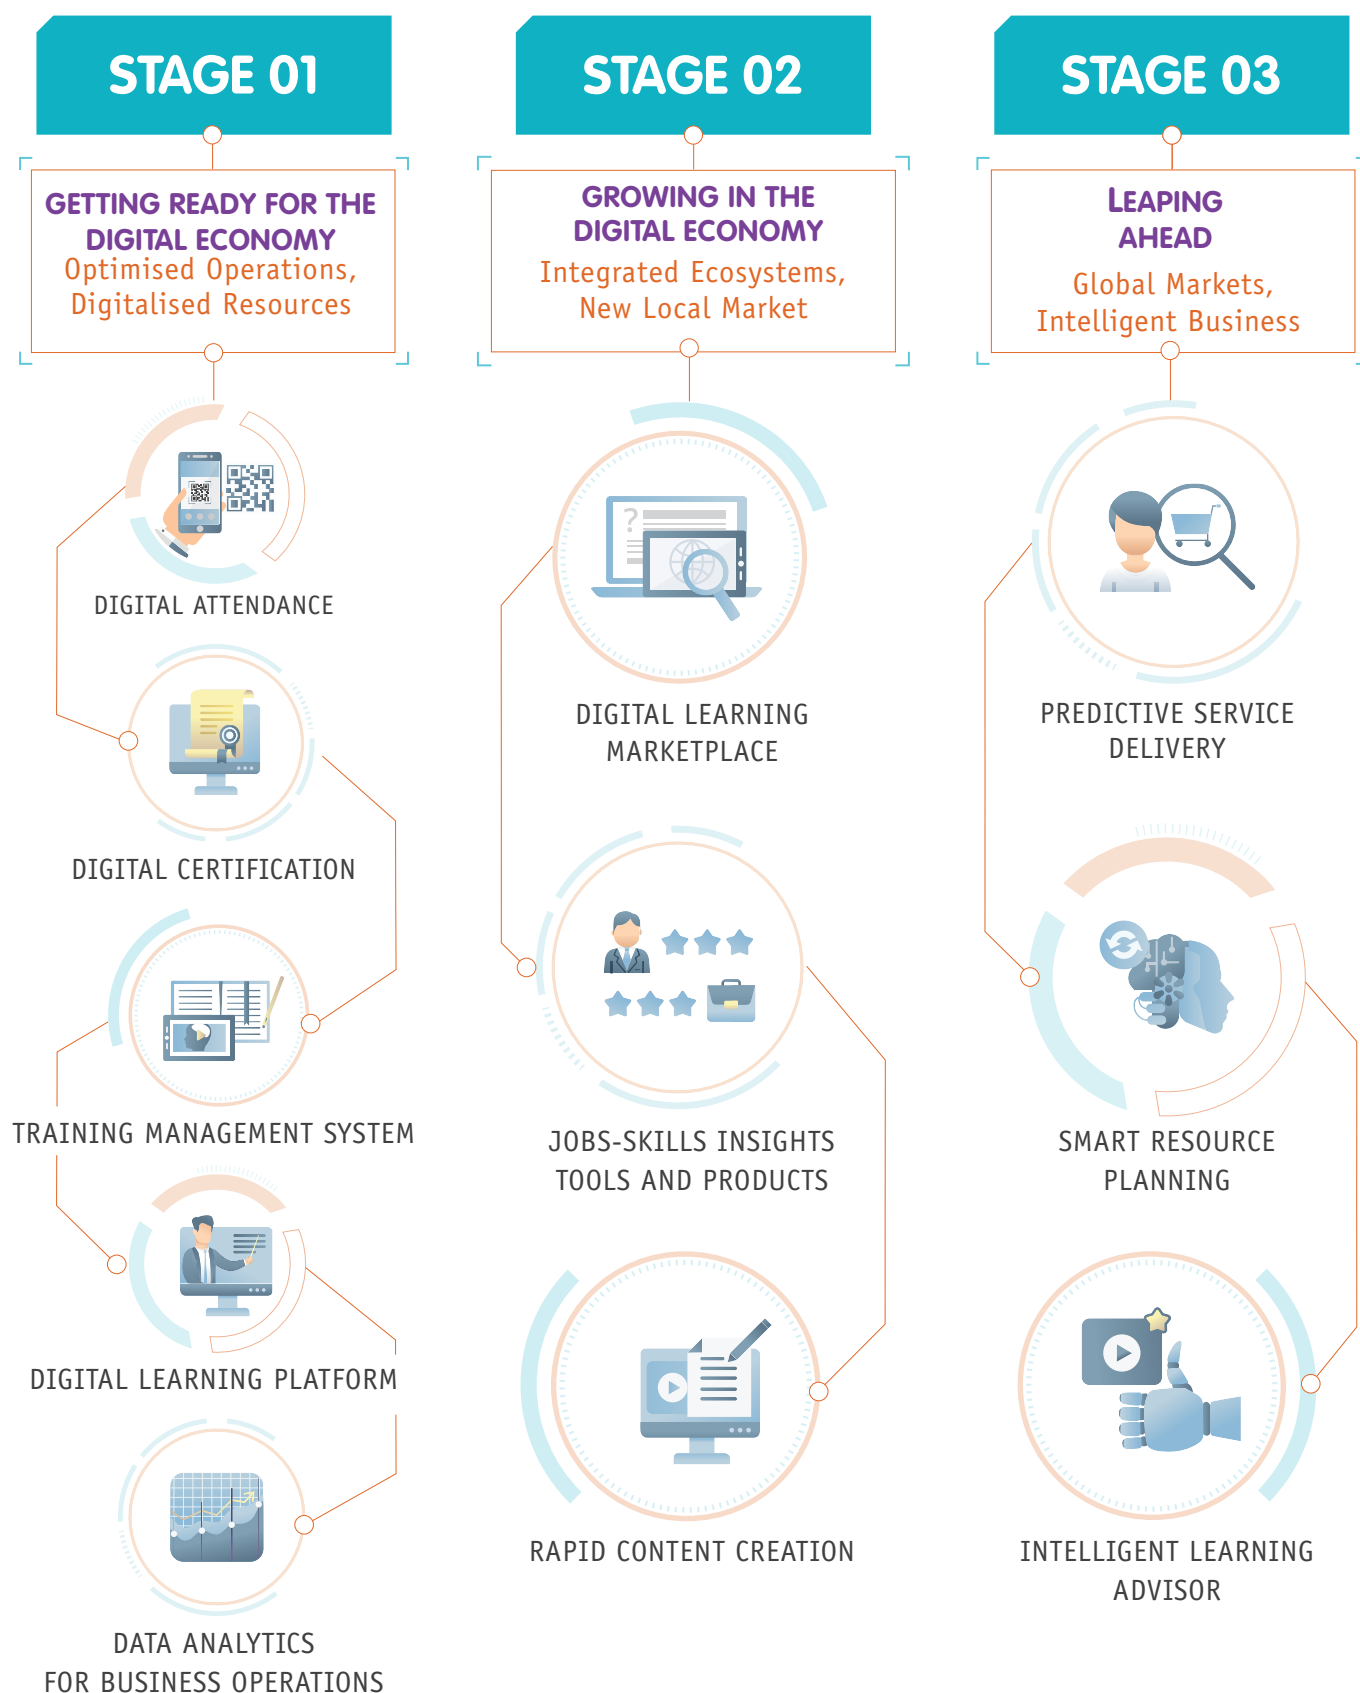 STAGE 01
GETTING READY FOR THE
DIGITAL ECONOMY
Optimised Operations,
Digitalised Resources
DIGITAL ATTENDANCE
DIGITAL CERTIFICATION
TRAINING MANAGEMENT SYSTEM
DIGITAL LEARNING PLATFORM
DATA ANALYTICS
FOR BUSINESS OPERATIONS
STAGE 02
GROWING IN THE
DIGITAL ECONOMY
Integrated Ecosystems,
New Local Market
?
DIGITAL LEARNING
MARKETPLACE
JOBS-SKILLS INSIGHTS
TOOLS AND PRODUCTS
RAPID CONTENT CREATION
STAGE 03
LEAPING
AHEAD
Global Markets,
Intelligent Business
PREDICTIVE SERVICE
DELIVERY
SMART RESOURCE
PLANNING
INTELLIGENT LEARNING
ADVISOR